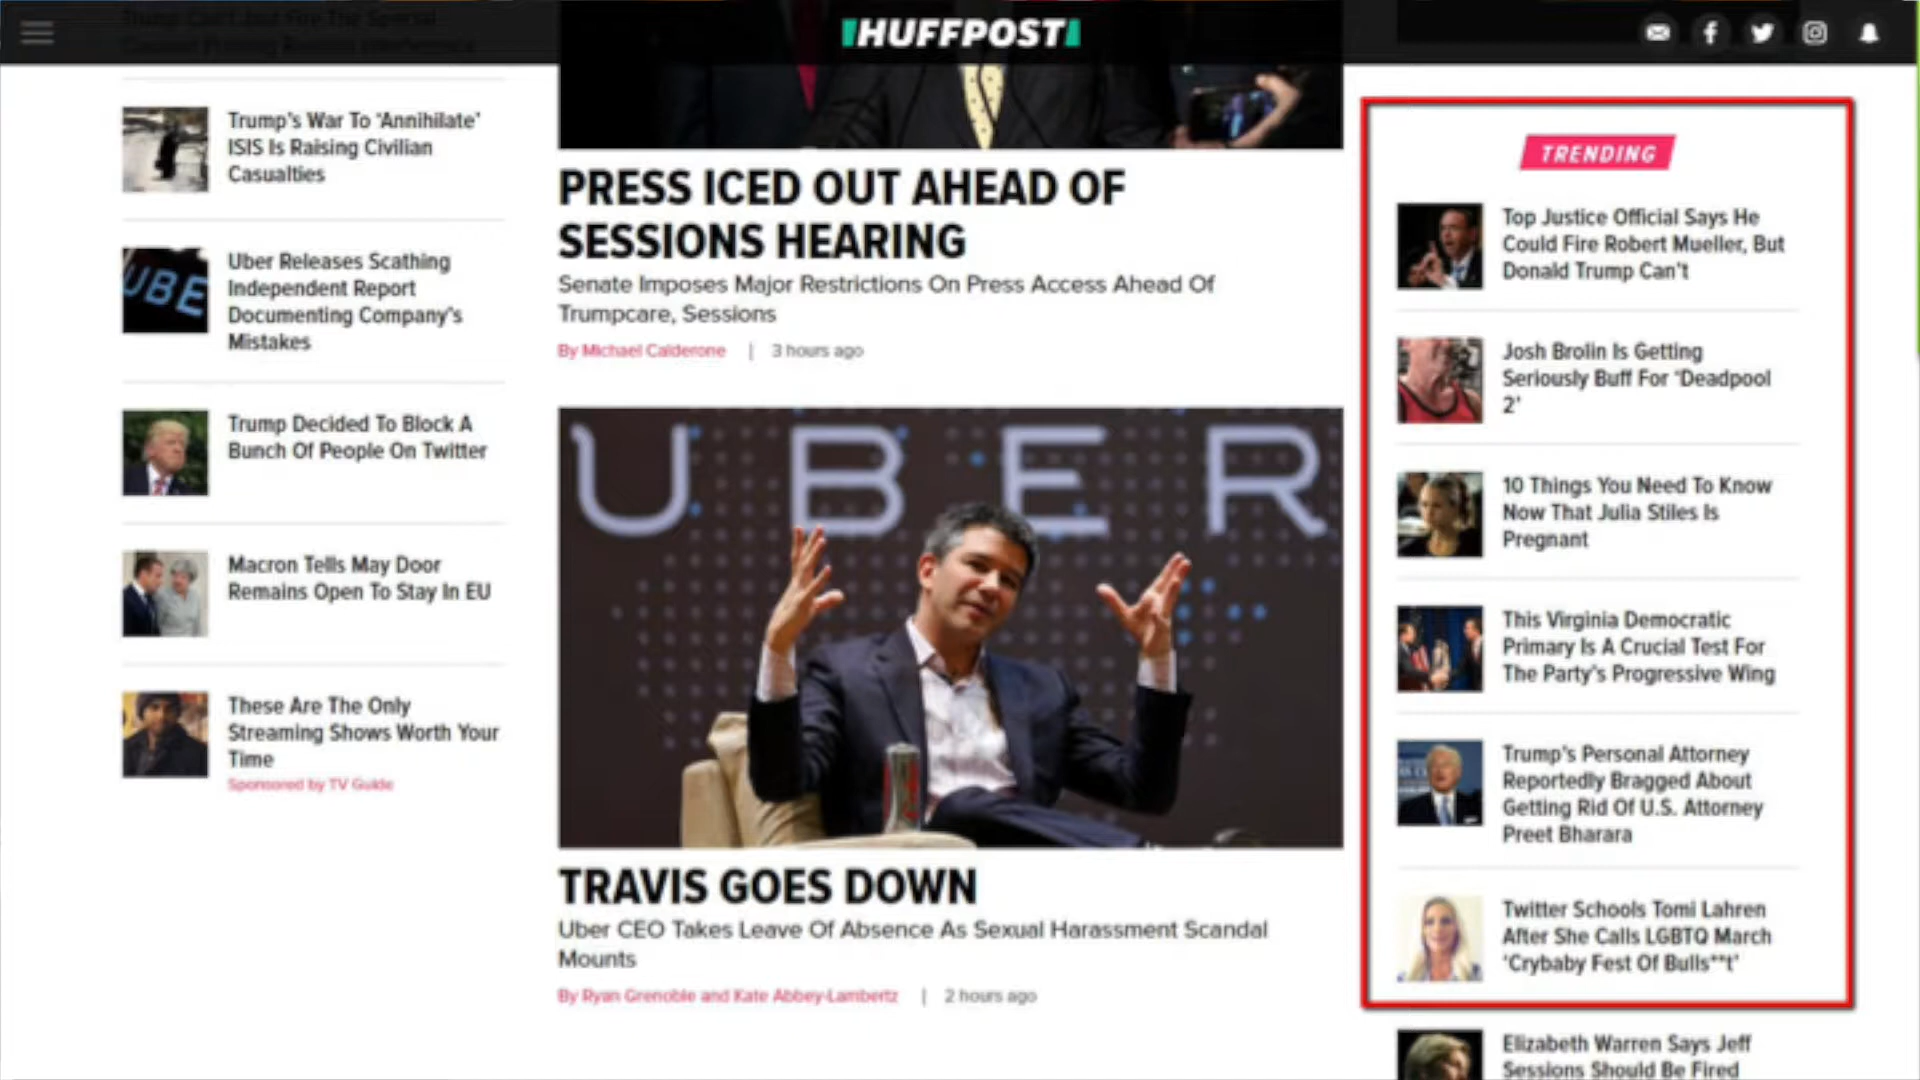 HUFFPOST
Trump's War To 'Annihilate'
ISIS Is Raising Civilian
Casualties
UBE
Uber Releases Scathing
Independent Report
Documenting Company's
Mistakes
Trump Decided To Block A
Bunch Of People On Twitter
Macron Tells May Door
Remains Open To Stay In EU
These Are The Only
Streaming Shows Worth Your
Time
Sponsored by TV Guide
PRESS ICED OUT AHEAD OF
SESSIONS HEARING
Senate Imposes Major Restrictions On Press Access Ahead Of
Trumpcare, Sessions
By Michael Calderone | 3 hours ago
UBER
TRAVIS GOES DOWN
Uber CEO Takes Leave Of Absence As Sexual Harassment Scandal
Mounts
By Ryan Grenoble and Kate Abbey-Lambertz | 2 hours ago
TRENDING
Top Justice Official Says He
Could Fire Robert Mueller, But
Donald Trump Can't
Josh Brolin Is Getting
Seriously Buff For 'Deadpool
2'
10 Things You Need To Know
Now That Julia Stiles Is
Pregnant
This Virginia Democratic
Primary Is A Crucial Test For
The Party's Progressive Wing
Trump's Personal Attorney
Reportedly Bragged About
Getting Rid Of U.S. Attorney
Preet Bharara
Twitter Schools Tomi Lahren
After She Calls LGBTQ March
'Crybaby Fest Of Bulls**t'
Elizabeth Warren Says Jeff
Sessions Should Be Fired